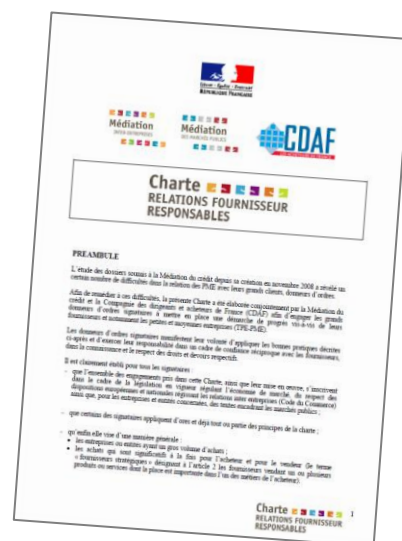 Liberté • Égalité • Fraternité
RÉPUBLIQUE FRANÇAISE
Médiation
INTER-ENTREPRISES
Médiation
DES MARCHES PUBLICS
CDAF
LES ACHETEURS DE FRANCE
Charte
RELATIONS FOURNISSEUR
RESPONSABLES
PREAMBULE
L'étude des dossiers soumis à la Médiation du crédit depuis sa création en novembre 2008 a révélé un
certain nombre de difficultés dans la relation des PME avec leurs grands clients, donneurs d'ordres.
Afin de remédier à ces difficultés, la présente Charte a été élaborée conjointement par la Médiation du
crédit et la Compagnie des dirigeants et acheteurs de France (CDAF) afin d'engager les grands
donneurs d'ordres signataires à mettre en place une démarche de progrès vis-à-vis de leurs
fournisseurs et notamment les petites et moyennes entreprises (TPE-PME).
Les donneurs d'ordres signataires manifestent leur volonté d'appliquer les bonnes pratiques décrites
ci-après et d'exercer leur responsabilité dans un cadre de confiance réciproque avec les fournisseurs,
dans la connaissance et le respect des droits et devoirs respectifs.
Il est clairement établi pour tous les signataires :
- que l'ensemble des engagements pris dans cette Charte, ainsi que leur mise en œuvre, s'inscrivent
dans le cadre de la législation en vigueur régulant l'économie de marché, du respect des
dispositions européennes et nationales régissant les relations inter entreprises (Code du Commerce)
ainsi que, pour les entreprises et entités concernées, des textes encadrant les marchés publics ;
- que certains des signataires appliquent d'ores et déjà tout ou partie des principes de la charte ;
- qu'enfin elle vise d'une manière générale :
• les entreprises ou entités ayant un gros volume d'achats ;
• les achats qui sont significatifs à la fois pour l'acheteur et pour le vendeur (le terme
« fournisseurs stratégiques » désignant à l'article 2 les fournisseurs vendant un ou plusieurs
produits ou services dont la place est importante dans l'un des métiers de l'acheteur).
Charte
RELATIONS FOURNISSEUR
RESPONSABLES
1